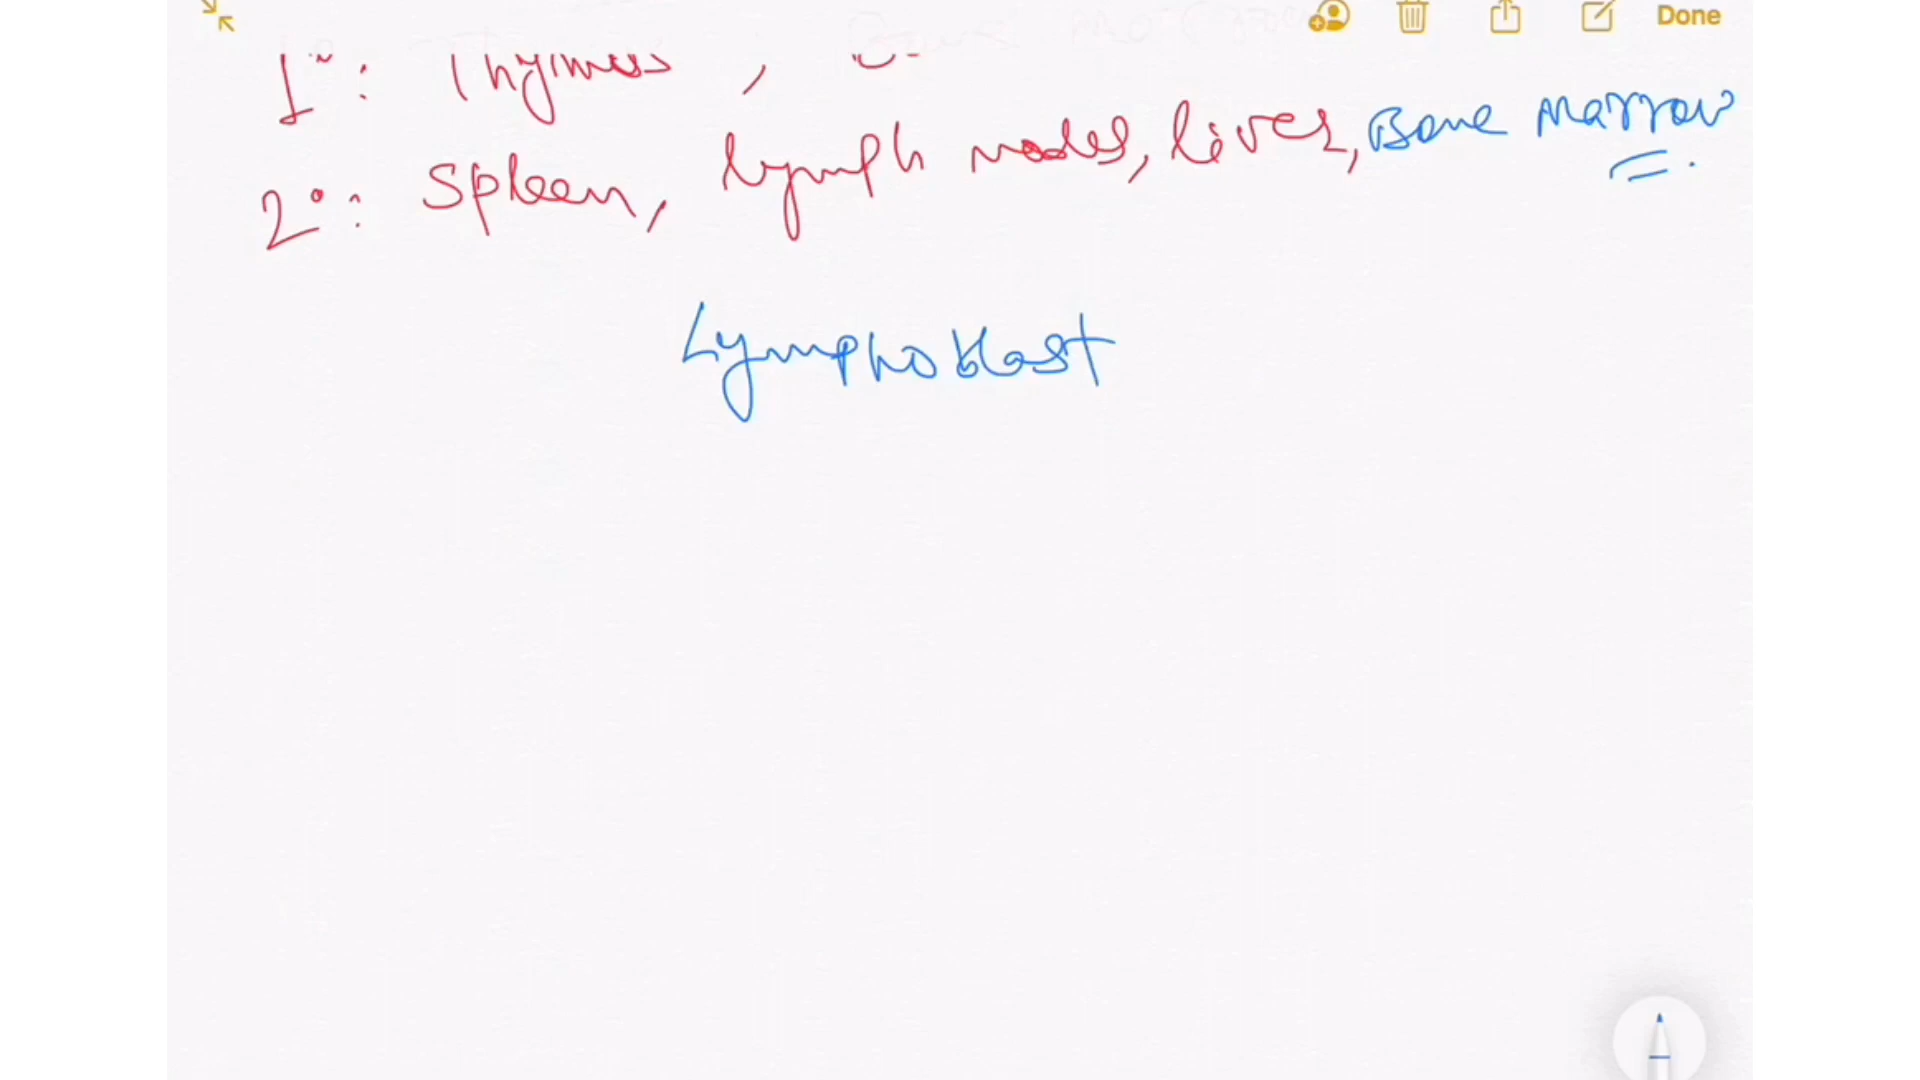 Done
1°: Thymus,
2°: Spleen, lymph nodes, liver, Bone Marrow
Lymphoblast